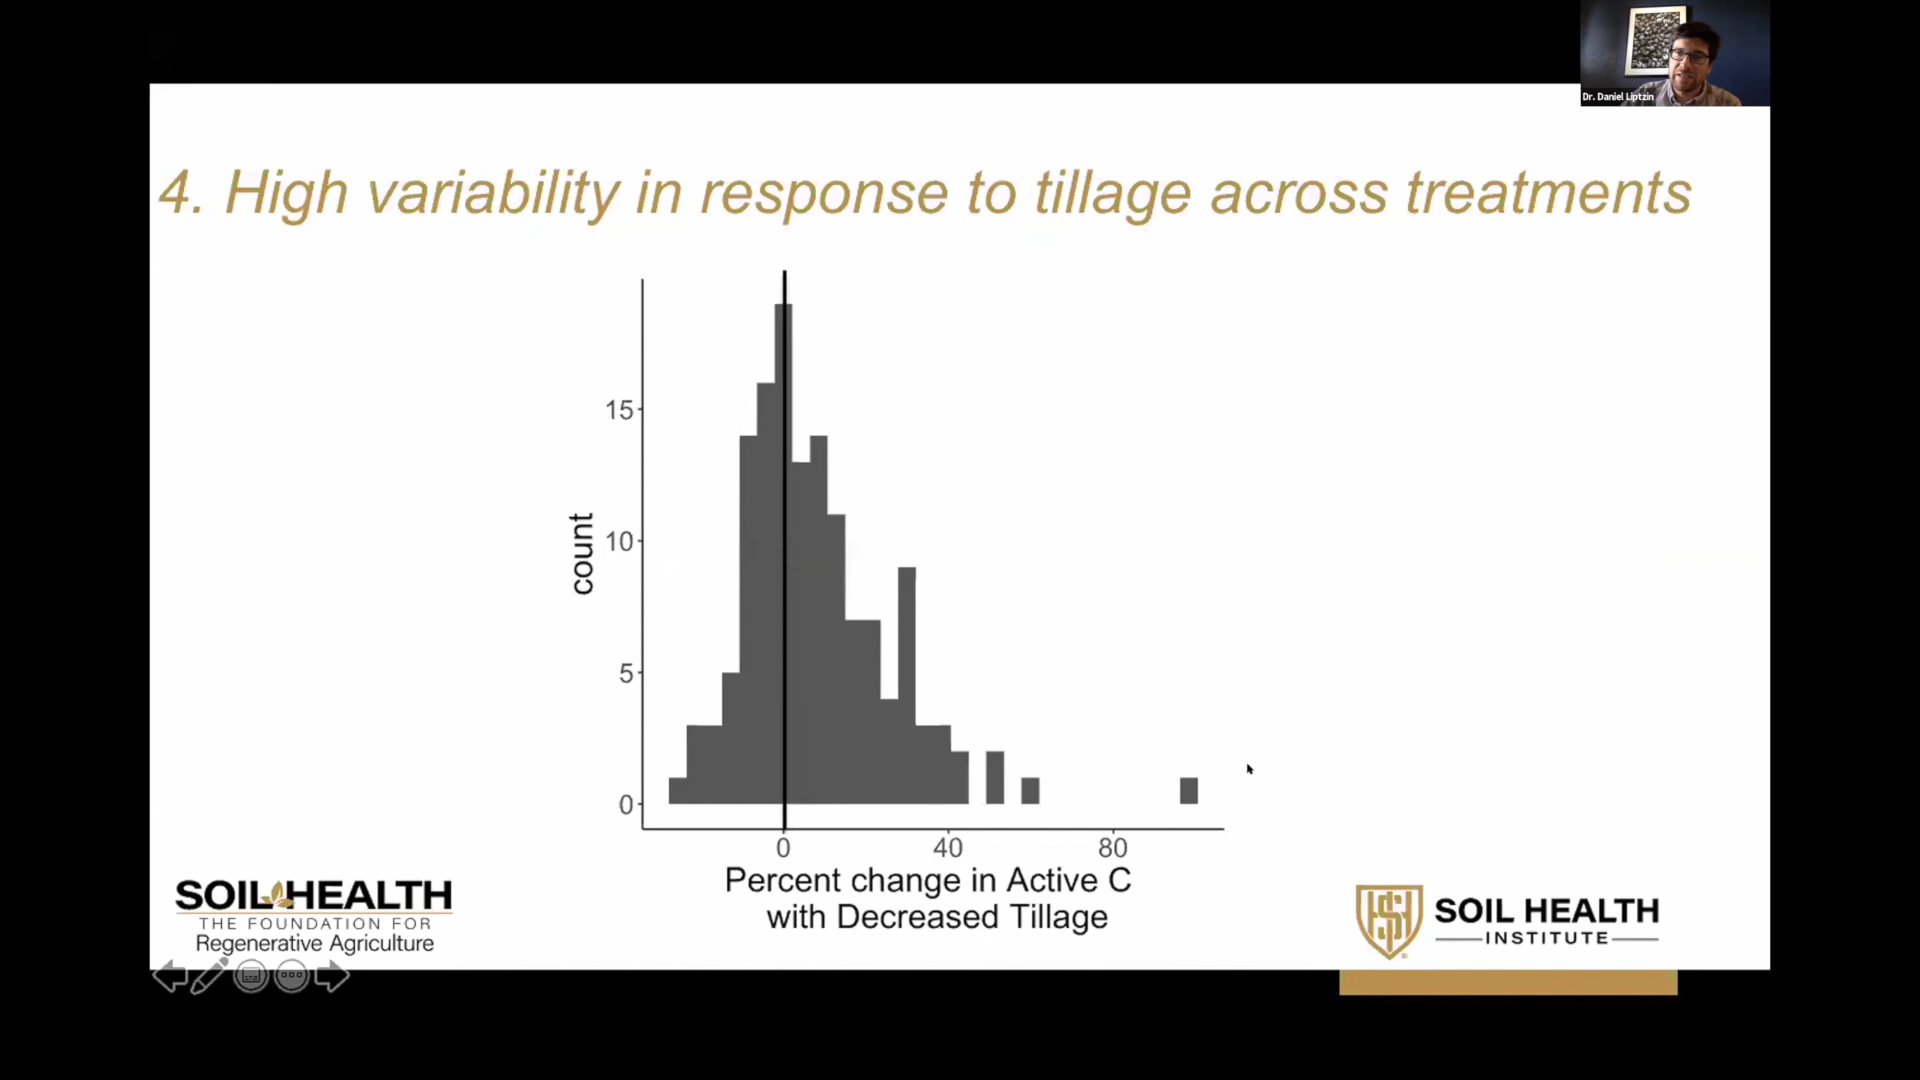 Dr. Daniel Liptzin
4. High variability in response to tillage across treatments
count
15
10
5
0
0 40 80
Percent change in Active C
with Decreased Tillage
SOIL HEALTH
THE FOUNDATION FOR
Regenerative Agriculture
SOIL HEALTH
INSTITUTE